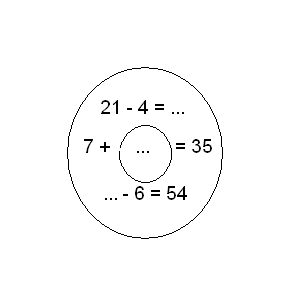 21 - 4 = ...
7 + ... = 35
... - 6 = 54